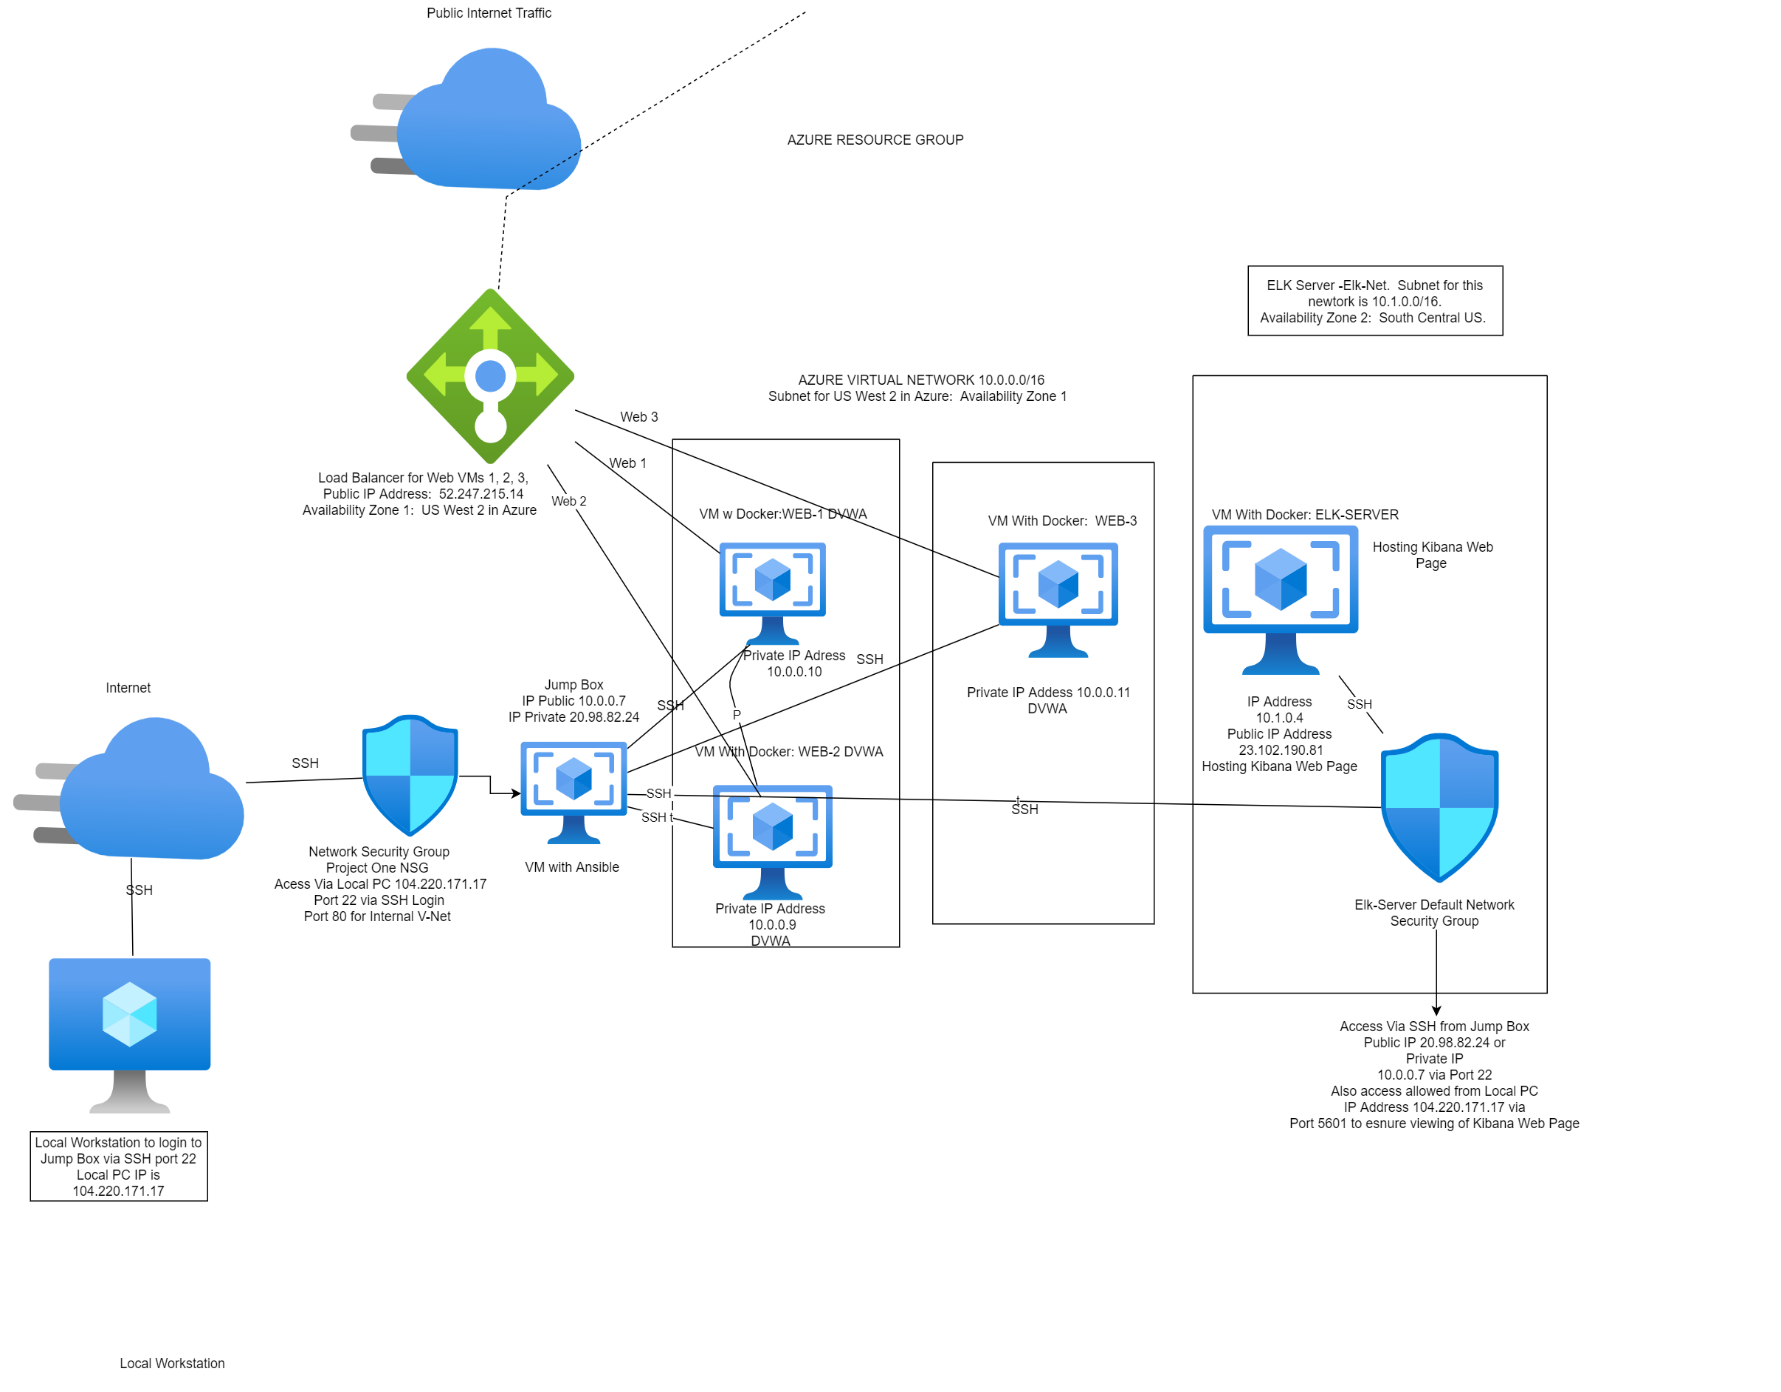 Public Internet Traffic
AZURE RESOURCE GROUP
ELK Server -Elk-Net.  Subnet for this
newtork is 10.1.0.0/16.
Availability Zone 2:  South Central US.
AZURE VIRTUAL NETWORK 10.0.0.0/16
Subnet for US West 2 in Azure:  Availability Zone 1
Web 3
Web 1
Web 2
Load Balancer for Web VMs 1, 2, 3,
Public IP Address:  52.247.215.14
Availability Zone 1:  US West 2 in Azure
VM w Docker:WEB-1 DVWA
VM With Docker:  WEB-3
VM With Docker: ELK-SERVER
Hosting Kibana Web
Page
Private IP Adress
10.0.0.10
SSH
Private IP Addess 10.0.0.11
DVWA
IP Address
10.1.0.4
Public IP Address
23.102.190.81
Hosting Kibana Web Page
SSH
Internet
Jump Box
IP Public 10.0.0.7
IP Private 20.98.82.24
SSH
P
VM With Docker: WEB-2 DVWA
SSH
SSH
SSH t
t
SSH
VM with Ansible
Network Security Group
Project One NSG
Acess Via Local PC 104.220.171.17
Port 22 via SSH Login
Port 80 for Internal V-Net
SSH
Private IP Address
10.0.0.9
DVWA
Elk-Server Default Network
Security Group
Access Via SSH from Jump Box
Public IP 20.98.82.24 or
Private IP
10.0.0.7 via Port 22
Also access allowed from Local PC
IP Address 104.220.171.17 via
Port 5601 to esnure viewing of Kibana Web Page
Local Workstation to login to
Jump Box via SSH port 22
Local PC IP is
104.220.171.17
Local Workstation